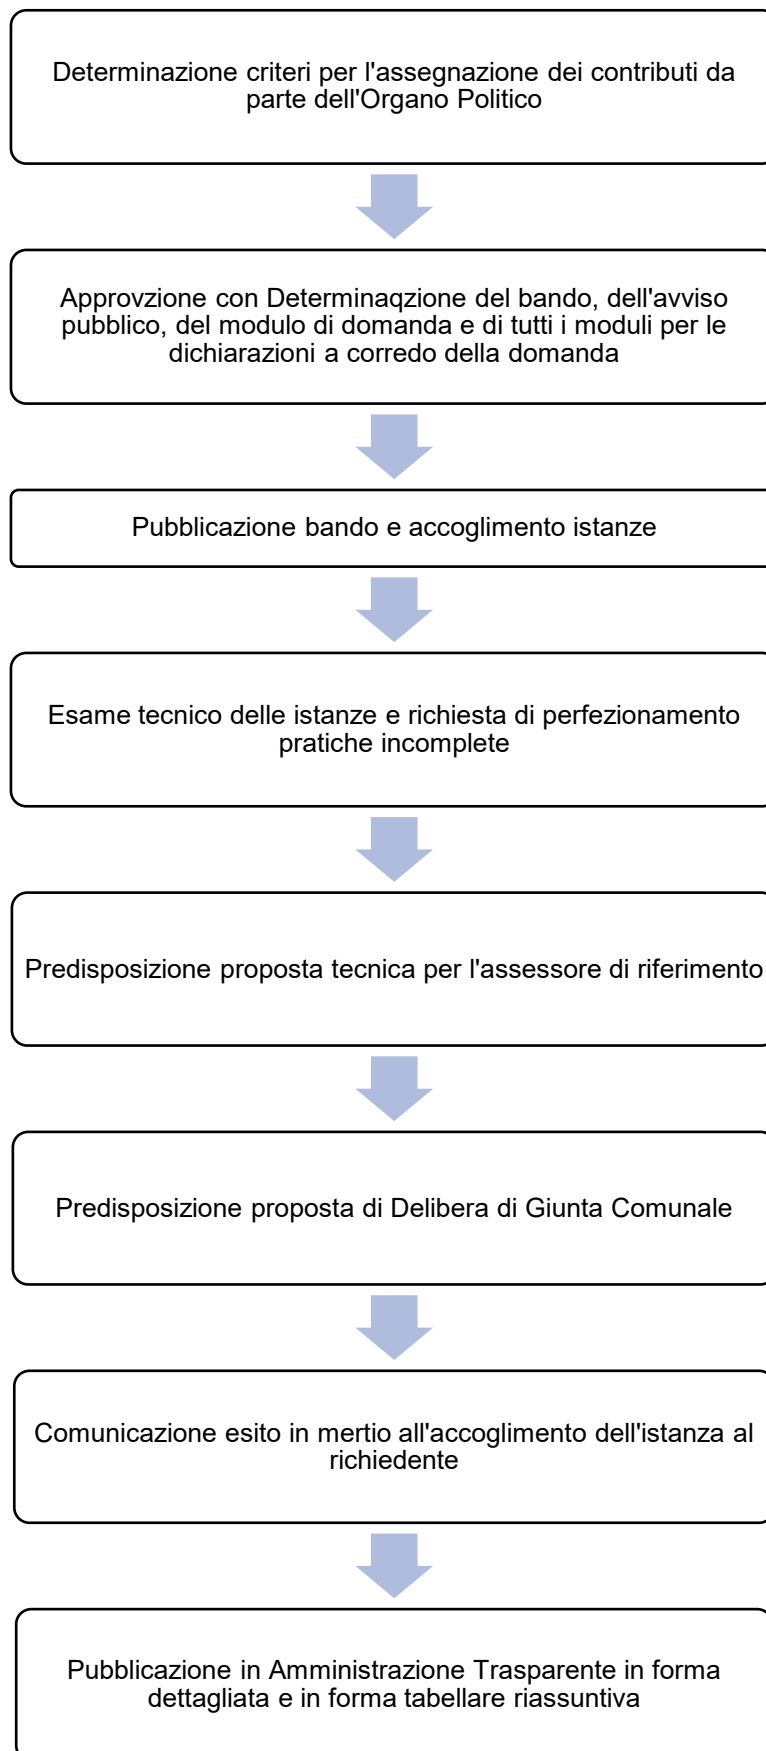 Determinazione criteri per l'assegnazione dei contributi da
parte dell'Organo Politico
Approvzione con Determinaqzione del bando, dell'avviso
pubblico, del modulo di domanda e di tutti i moduli per le
dichiarazioni a corredo della domanda
Pubblicazione bando e accoglimento istanze
Esame tecnico delle istanze e richiesta di perfezionamento
pratiche incomplete
Predisposizione proposta tecnica per l'assessore di riferimento
Predisposizione proposta di Delibera di Giunta Comunale
Comunicazione esito in mertio all'accoglimento dell'istanza al
richiedente
Pubblicazione in Amministrazione Trasparente in forma
dettagliata e in forma tabellare riassuntiva